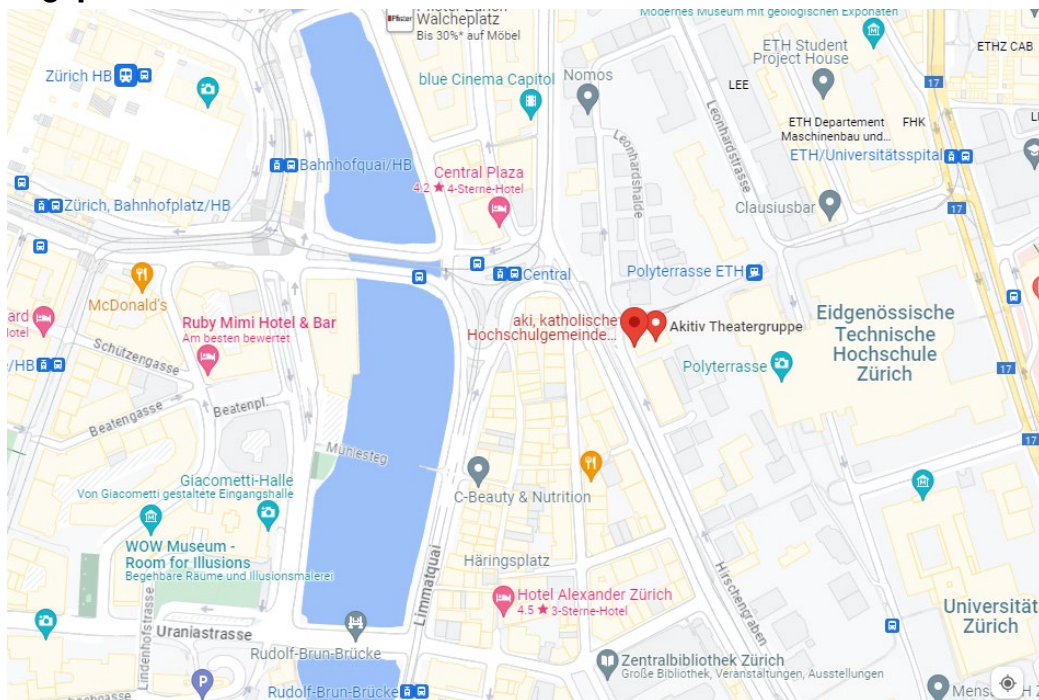 Walcheplatz
Bis 30%* auf Möbel
Pfister
Modernes Museum mit geologischen Exponaten
ETH Student
Project House
ETHZ CAB
Zürich HB
blue Cinema Capitol
Nomos
LEE
17
ETH Departement
Maschinenbau und...
FHK
Leonhardstrasse
Leonhardshalde
ETH/Universitätsspital
Bahnhofquai/HB
Central Plaza
4.2 ★ 4-Sterne-Hotel
Zürich, Bahnhofplatz/HB
Clausiusbar
17
Central
Polyterrasse ETH
McDonald's
Ruby Mimi Hotel & Bar
Am besten bewertet
aki, katholische
Hochschulgemeinde...
Akitiv Theatergruppe
Eidgenössische
Technische
Hochschule
Zürich
Schützengasse
Polyterrasse
17
Beatengasse
Beatenpl.
Mühlesteg
17
Giacometti-Halle
Von Giacometti gestaltete Eingangshalle
C-Beauty & Nutrition
WOW Museum -
Room for Illusions
Begehbare Räume und Illusionsmalerei
Häringsplatz
Limmatquai
Hirschengraben
Hotel Alexander Zürich
4.5 ★ 3-Sterne-Hotel
Lindenhofstrasse
Uraniastrasse
Universität
Zürich
Rudolf-Brun-Brücke
Zentralbibliothek Zürich
Große Bibliothek, Veranstaltungen, Ausstellungen
P
Rudolf-Brun-Brücke